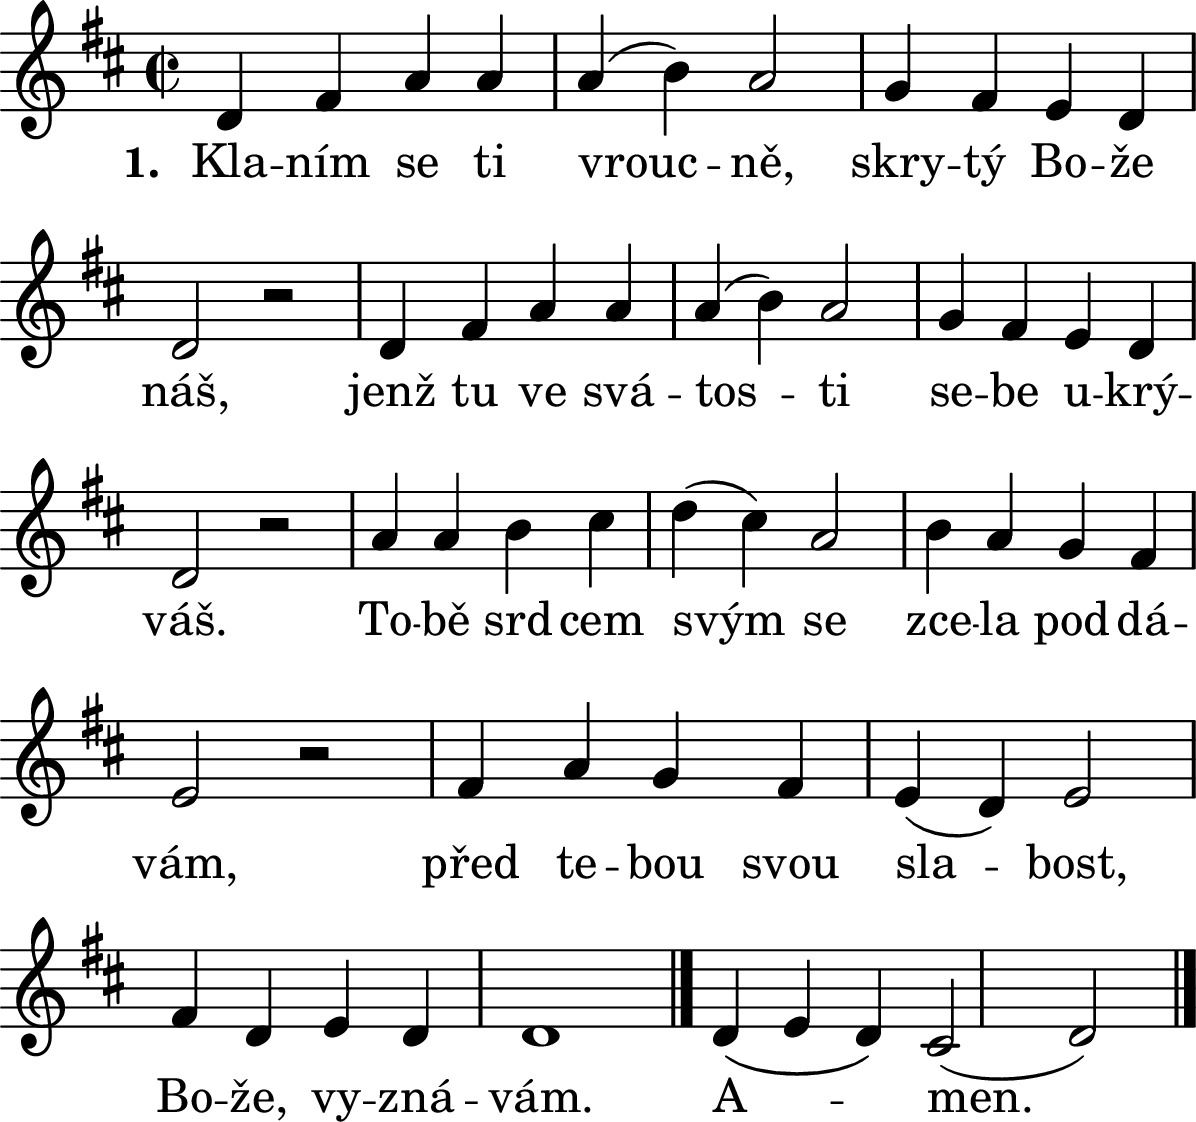 1. Kla -- ním se ti vrouc -- ně, skry -- tý Bo -- že
náš, jenž tu ve svá -- tos -- ti se -- be u -- krý --
váš. To -- bě srd cem svým se zce -- la pod dá --
vám, před te -- bou svou sla -- bost,
Bo -- že, vy -- zná -- vám. A -- men.